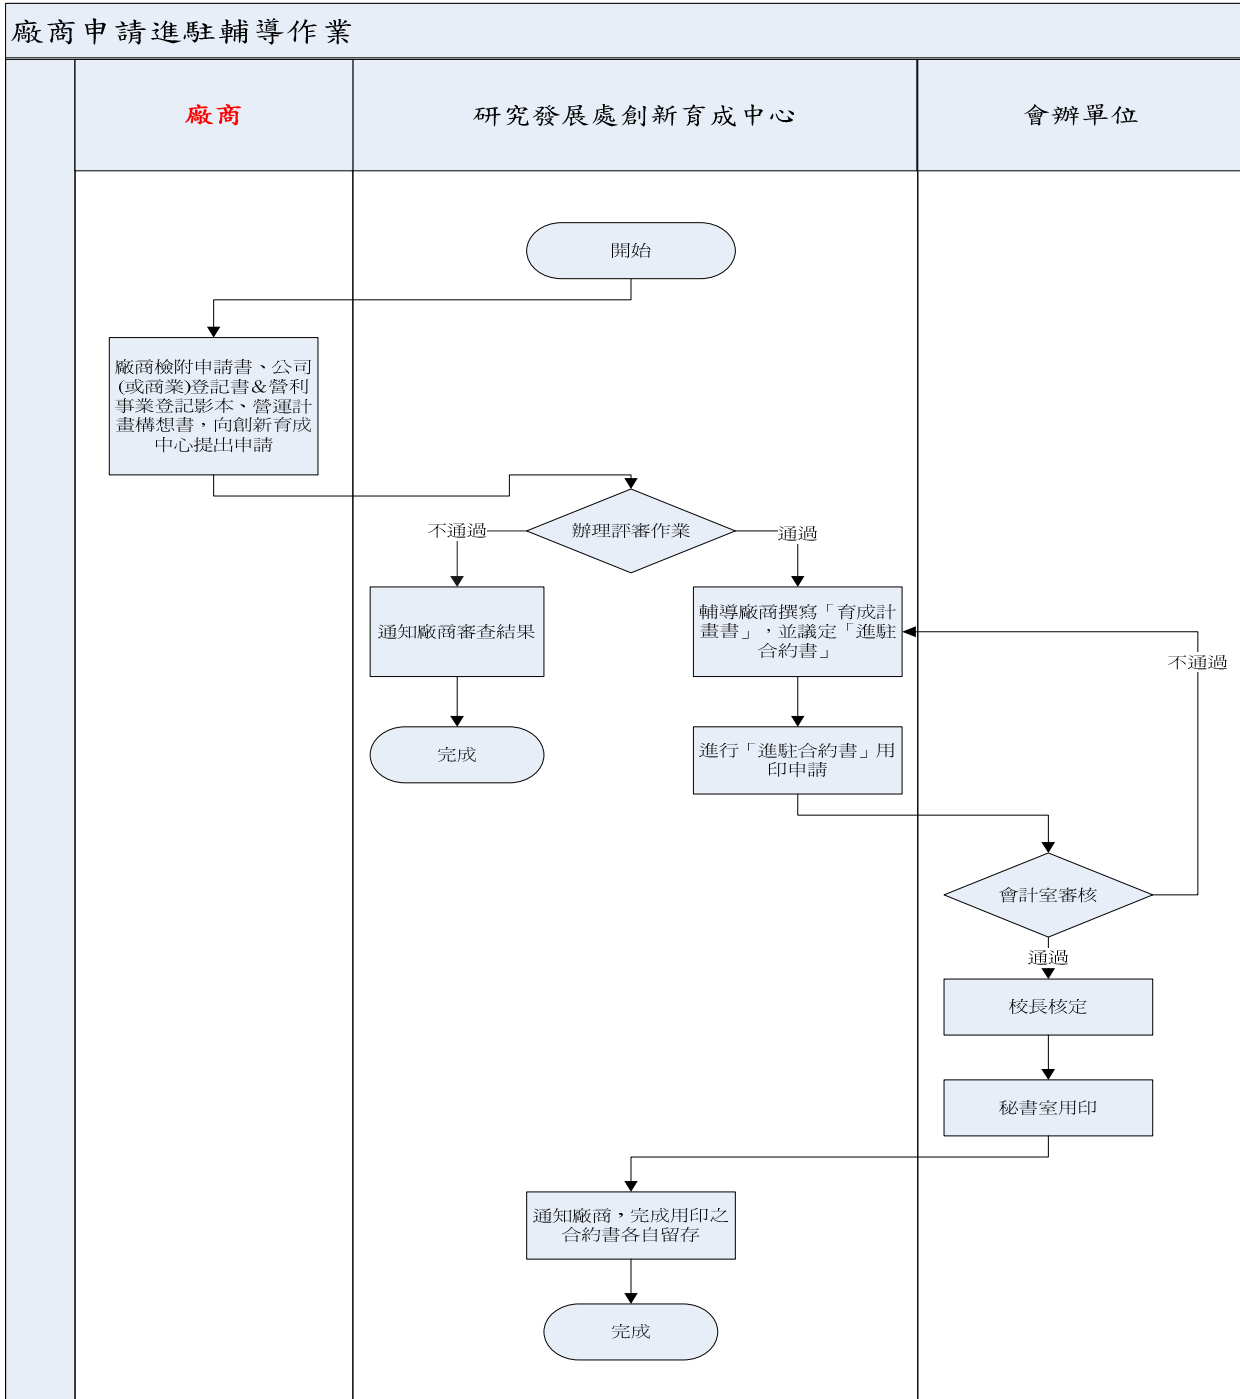 廠商申請進駐輔導作業
廠商
研究發展處創新育成中心
會辦單位
開始
廠商檢附申請書、公司
(或商業)登記書&營利
事業登記影本、營運計
畫構想書，向創新育成
中心提出申請
不通過
辦理評審作業
通過
通知廠商審查結果
輔導廠商撰寫「育成計
畫書」，並議定「進駐
合約書」
不通過
完成
進行「進駐合約書」用
印申請
會計室審核
通過
校長核定
秘書室用印
通知廠商，完成用印之
合約書各自留存
完成